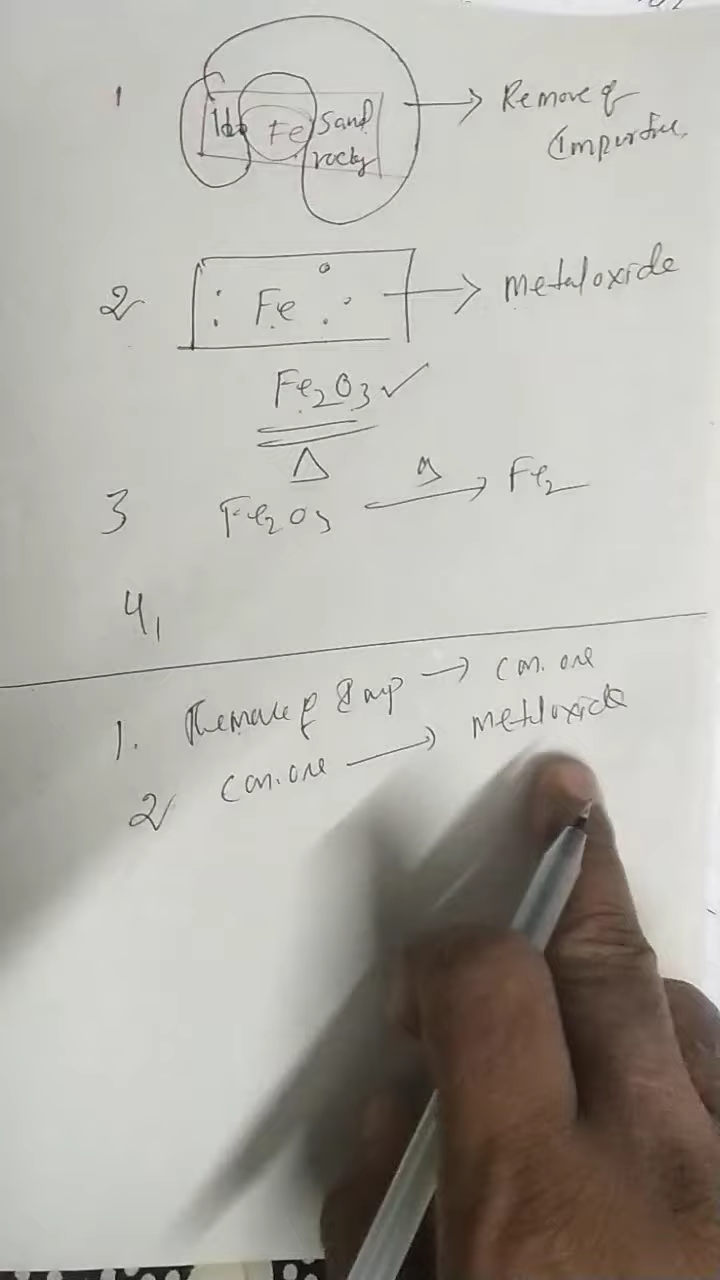 1 Fe Sand rocky → Remove of Impurities
2 Fe → metaloxide
Fe2O3 ✓
Δ
3 Fe2O3 Δ→ Fe2
4,
1. Remove of Imp → Con. ore
2 Con. ore → metaloxide